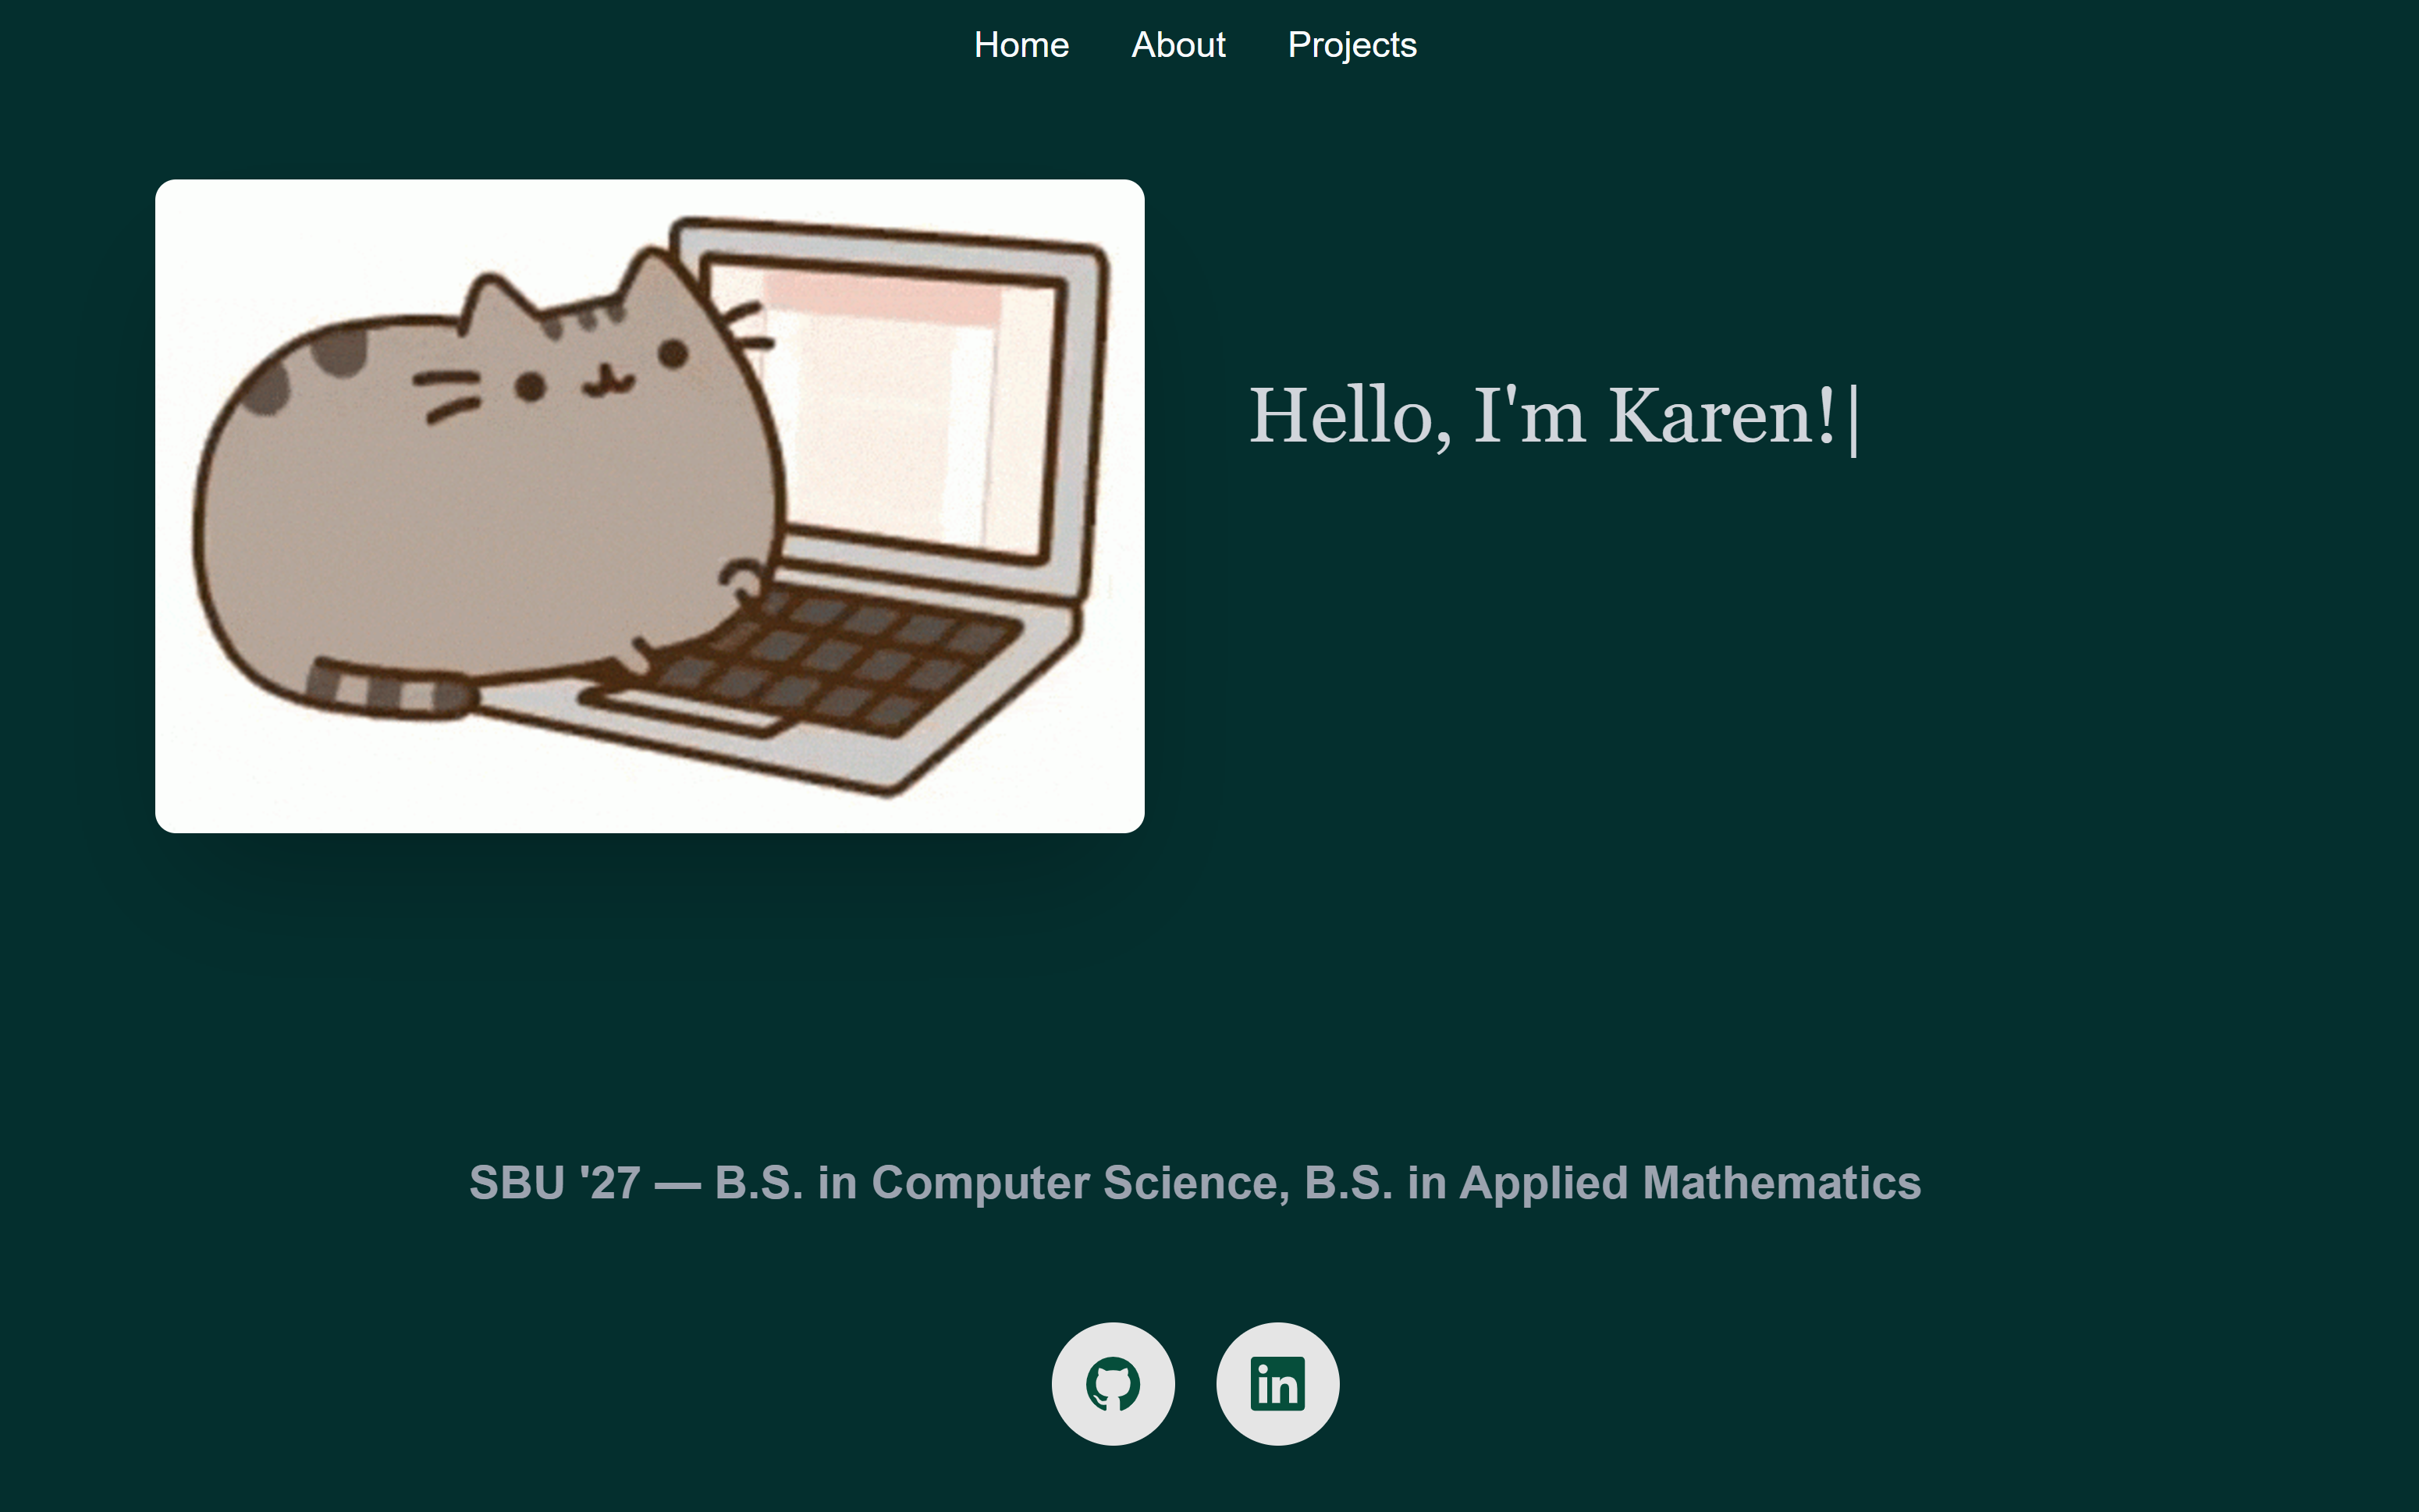 Home About Projects
Hello, I'm Karen!|
SBU '27 — B.S. in Computer Science, B.S. in Applied Mathematics
in